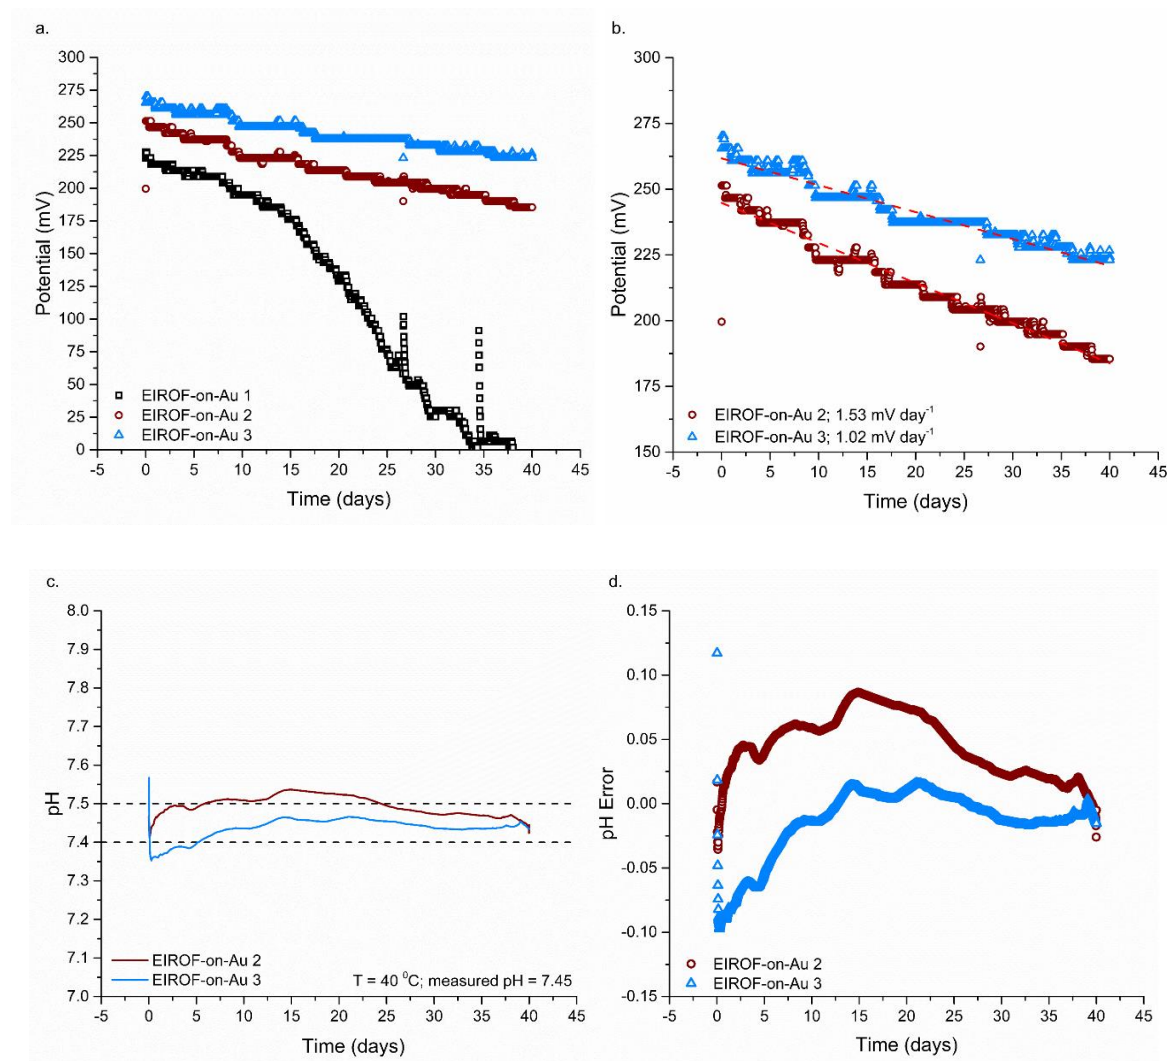 a.
300
275
250
225
200
175
150
125
100
75
50
25
0
Potential (mV)
EIROF-on-Au 1
EIROF-on-Au 2
EIROF-on-Au 3
-5 0 5 10 15 20 25 30 35 40 45
Time (days)
b.
300
275
250
225
200
175
150
Potential (mV)
EIROF-on-Au 2; 1.53 mV day⁻¹
EIROF-on-Au 3; 1.02 mV day⁻¹
-5 0 5 10 15 20 25 30 35 40 45
Time (days)
c.
8.0
7.9
7.8
7.7
7.6
7.5
7.4
7.3
7.2
7.1
7.0
pH
EIROF-on-Au 2
EIROF-on-Au 3
T = 40 ⁰C; measured pH = 7.45
-5 0 5 10 15 20 25 30 35 40 45
Time (days)
d.
0.15
0.10
0.05
0.00
-0.05
-0.10
-0.15
pH Error
EIROF-on-Au 2
EIROF-on-Au 3
-5 0 5 10 15 20 25 30 35 40 45
Time (days)